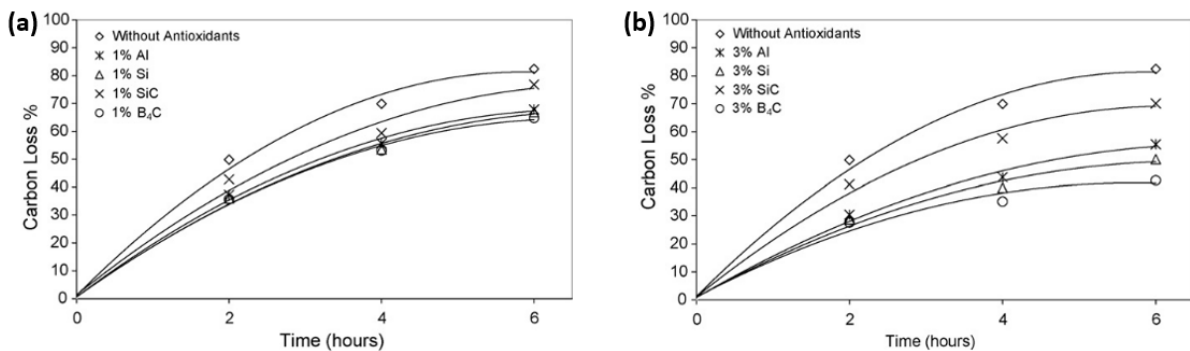 (a)
100
90
80
70
60
50
40
30
20
10
0
Carbon Loss %
Without Antioxidants
1% Al
1% Si
1% SiC
1% B₄C
0 2 4 6
Time (hours)
(b)
100
90
80
70
60
50
40
30
20
10
0
Carbon Loss %
Without Antioxidants
3% Al
3% Si
3% SiC
3% B₄C
0 2 4 6
Time (hours)